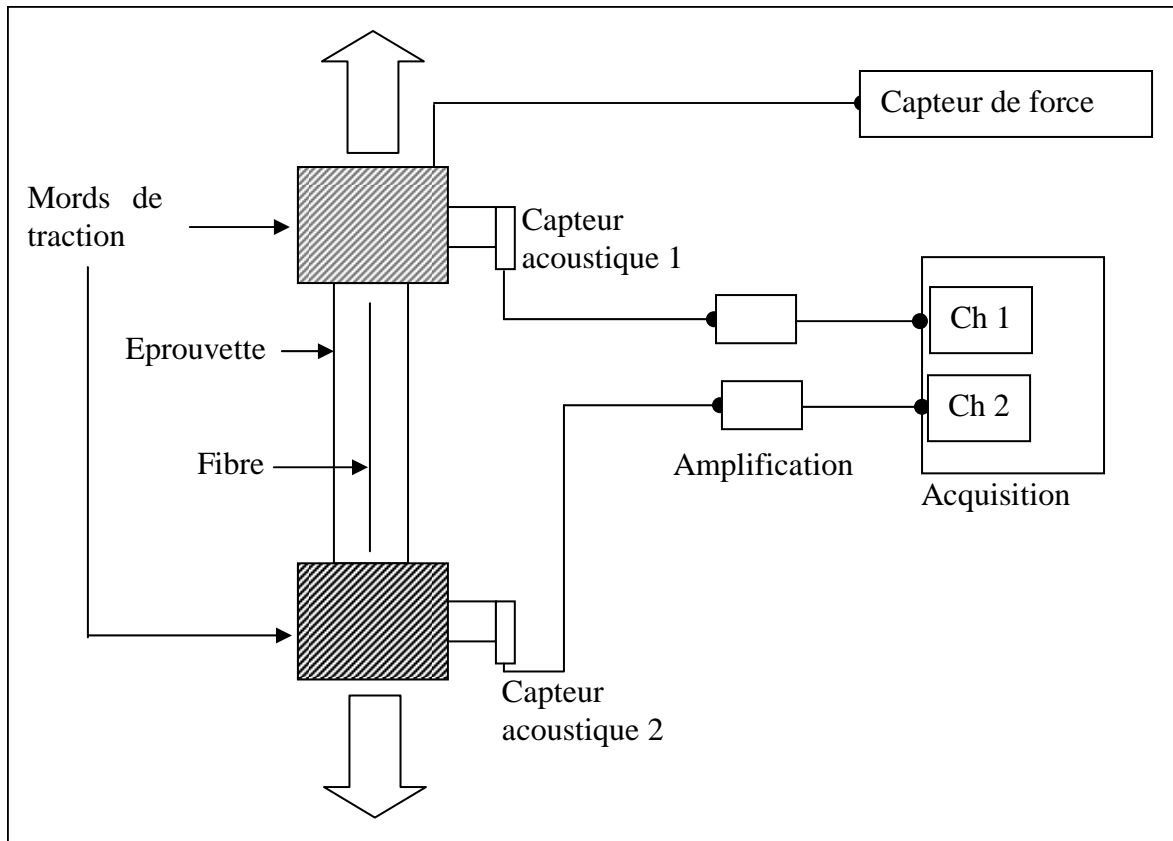 Capteur de force
Mords de
traction
Capteur
acoustique 1
Ch 1
Eprouvette
Ch 2
Fibre
Amplification
Acquisition
Capteur
acoustique 2